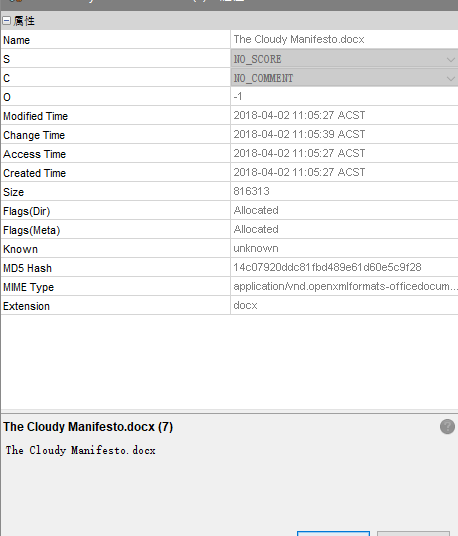 属性
Name The Cloudy Manifesto.docx
S NO_SCORE
C NO_COMMENT
O -1
Modified Time 2018-04-02 11:05:27 ACST
Change Time 2018-04-02 11:05:39 ACST
Access Time 2018-04-02 11:05:27 ACST
Created Time 2018-04-02 11:05:27 ACST
Size 816313
Flags(Dir) Allocated
Flags(Meta) Allocated
Known unknown
MD5 Hash 14c07920ddc81fbd489e61d60e5c9f28
MIME Type application/vnd.openxmlformats-officedocum...
Extension docx
The Cloudy Manifesto.docx (7)
?
The Cloudy Manifesto.docx